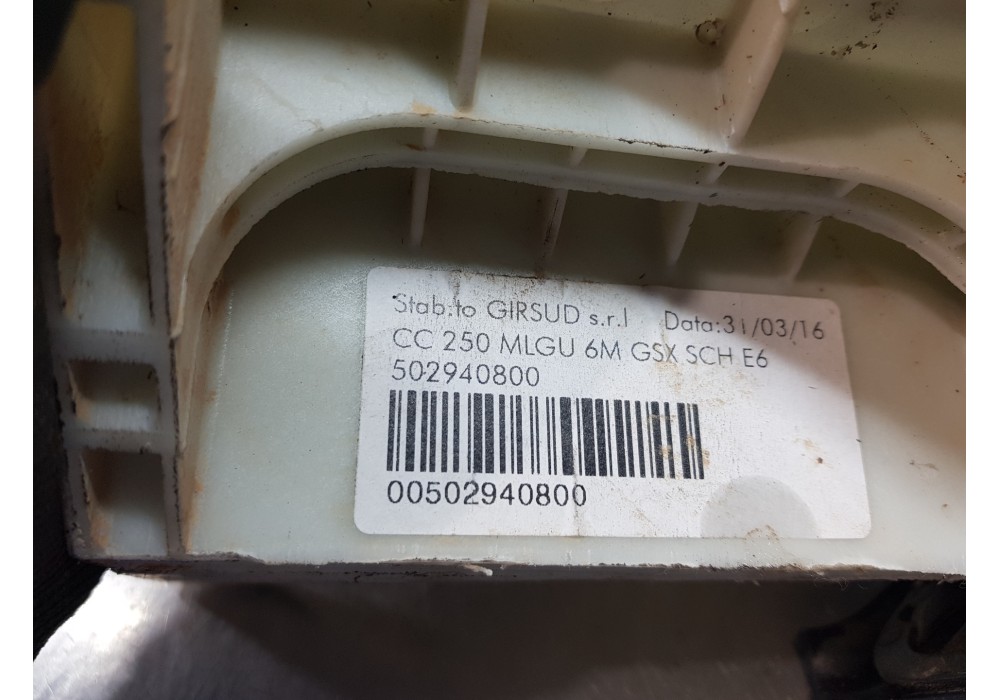 Stab.to GIRSUD s.r.l Data:31/03/16
CC 250 MLGU 6M GSX SCH E6
502940800
00502940800